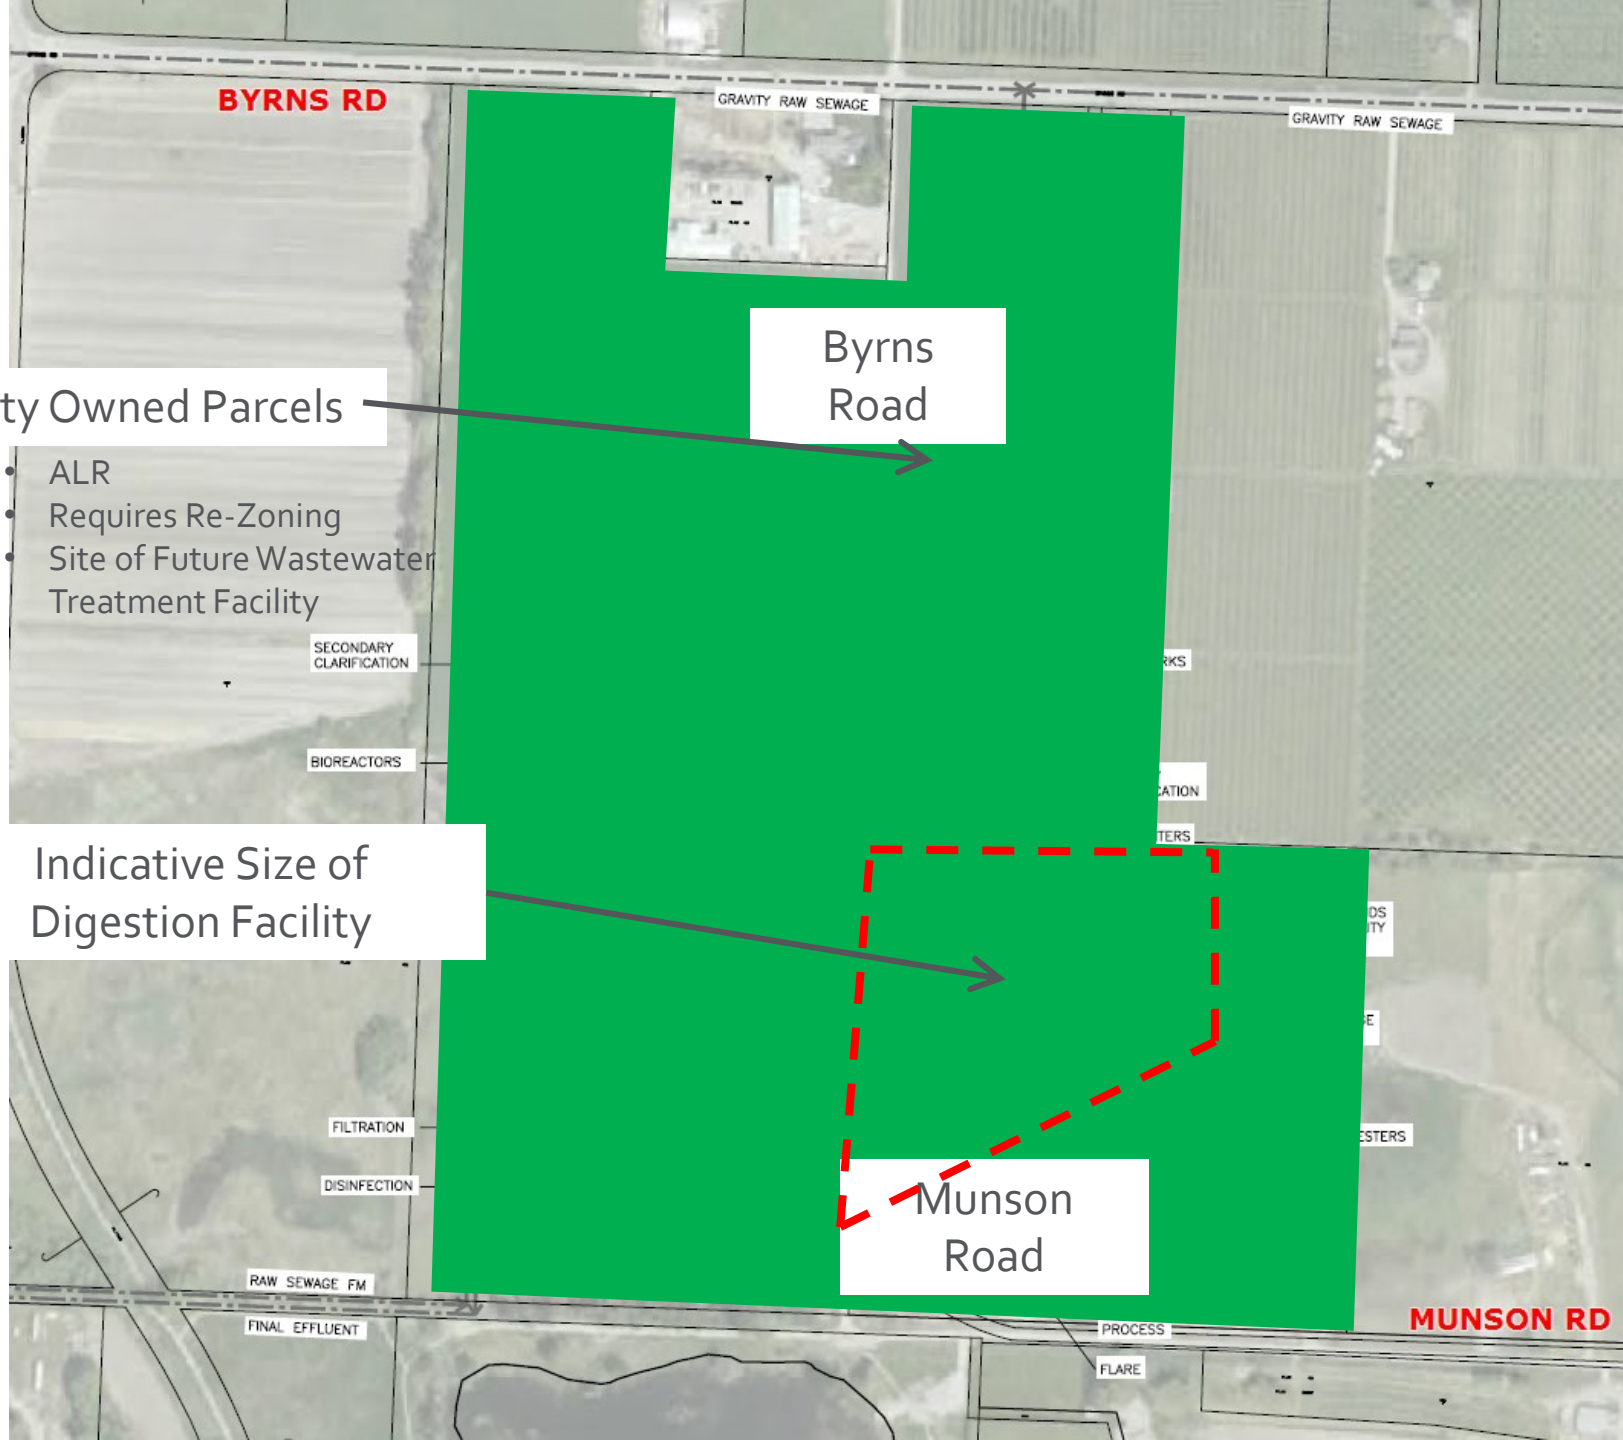 BYRNS RD
GRAVITY RAW SEWAGE
GRAVITY RAW SEWAGE
Byrns
Road
ty Owned Parcels
• ALR
• Requires Re-Zoning
• Site of Future Wastewater
Treatment Facility
SECONDARY
CLARIFICATION
RKS
BIOREACTORS
CATION
TERS
Indicative Size of
Digestion Facility
DS
ITY
SE
FILTRATION
ESTERS
DISINFECTION
Munson
Road
RAW SEWAGE FM
FINAL EFFLUENT
PROCESS
MUNSON RD
FLARE